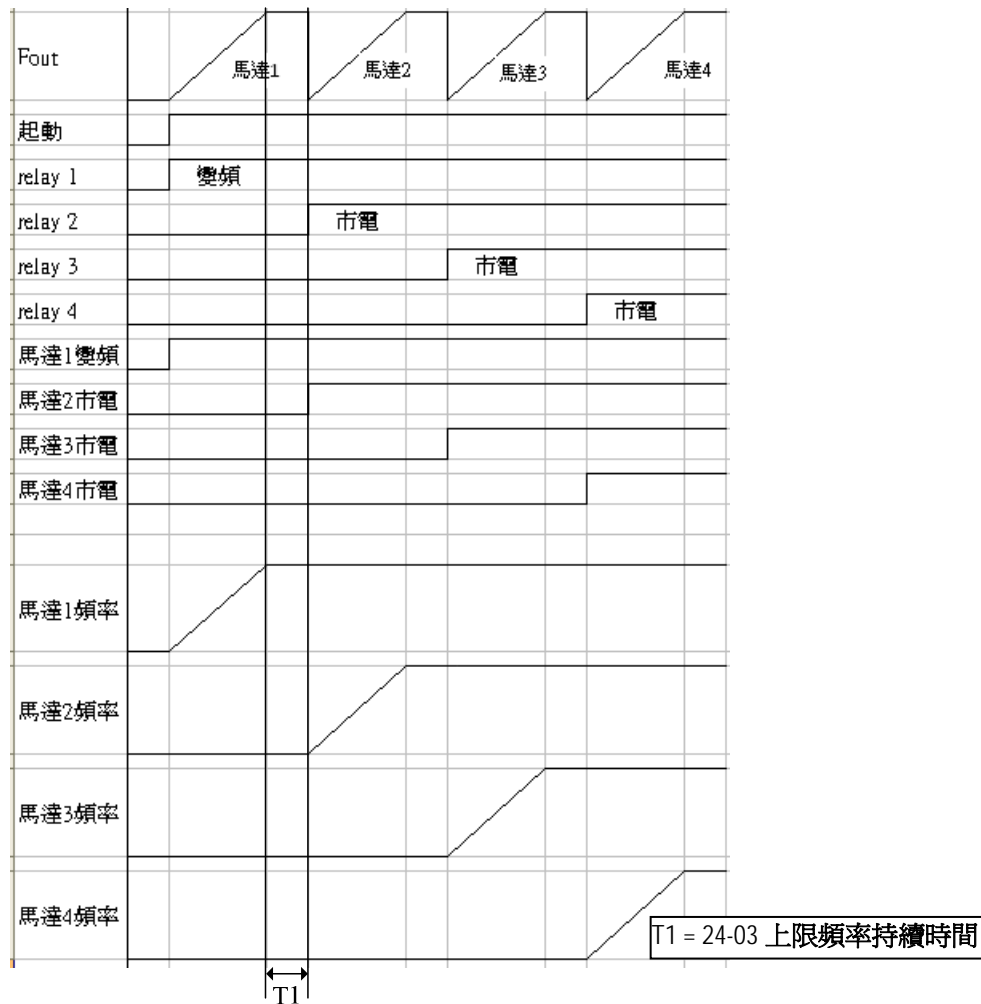 Fout
馬達1
馬達2
馬達3
馬達4
起動
relay 1
變頻
relay 2
市電
relay 3
市電
relay 4
市電
馬達1變頻
馬達2市電
馬達3市電
馬達4市電
馬達1頻率
馬達2頻率
馬達3頻率
馬達4頻率
T1 = 24-03 上限頻率持續時間
T1